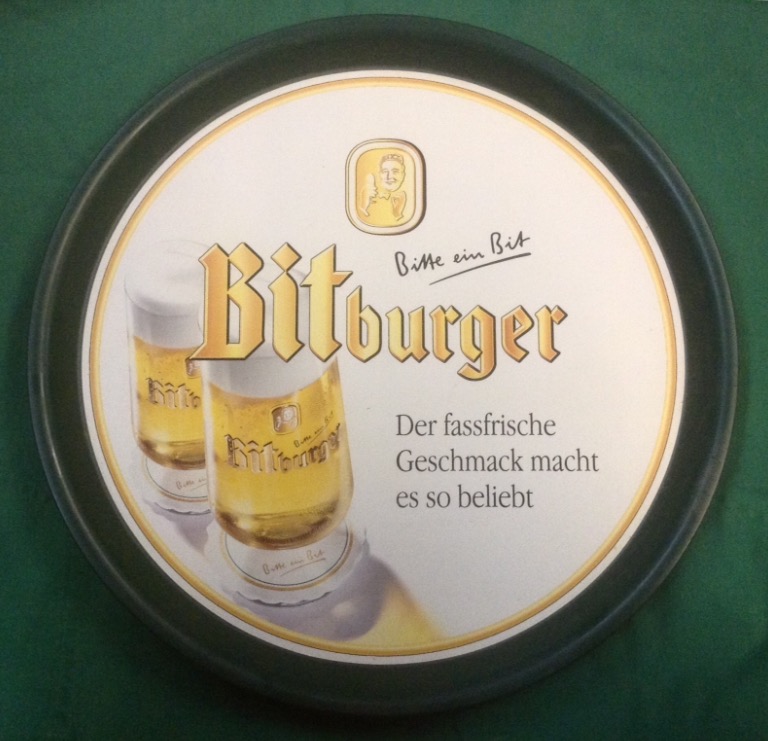 Bitte ein Bit
Bitburger
Der fassfrische
Geschmack macht
es so beliebt
Bitte ein Bit
Bitburger
Bitte ein Bit